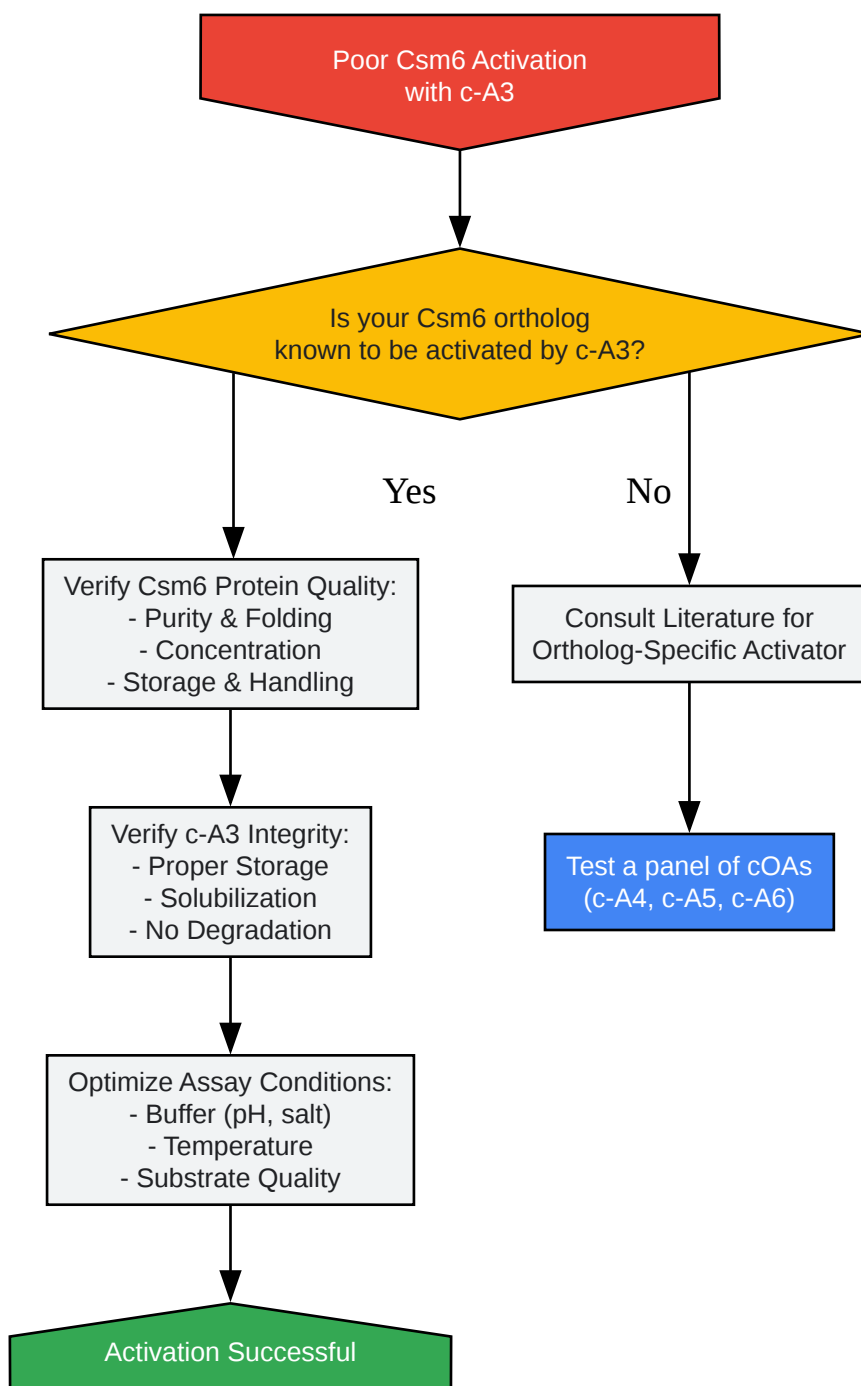 Poor Csm6 Activation
with c-A3
Is your Csm6 ortholog
known to be activated by c-A3?
Yes
No
Verify Csm6 Protein Quality:
- Purity & Folding
- Concentration
- Storage & Handling
Consult Literature for
Ortholog-Specific Activator
Verify c-A3 Integrity:
- Proper Storage
- Solubilization
- No Degradation
Test a panel of cOAs
(c-A4, c-A5, c-A6)
Optimize Assay Conditions:
- Buffer (pH, salt)
- Temperature
- Substrate Quality
Activation Successful